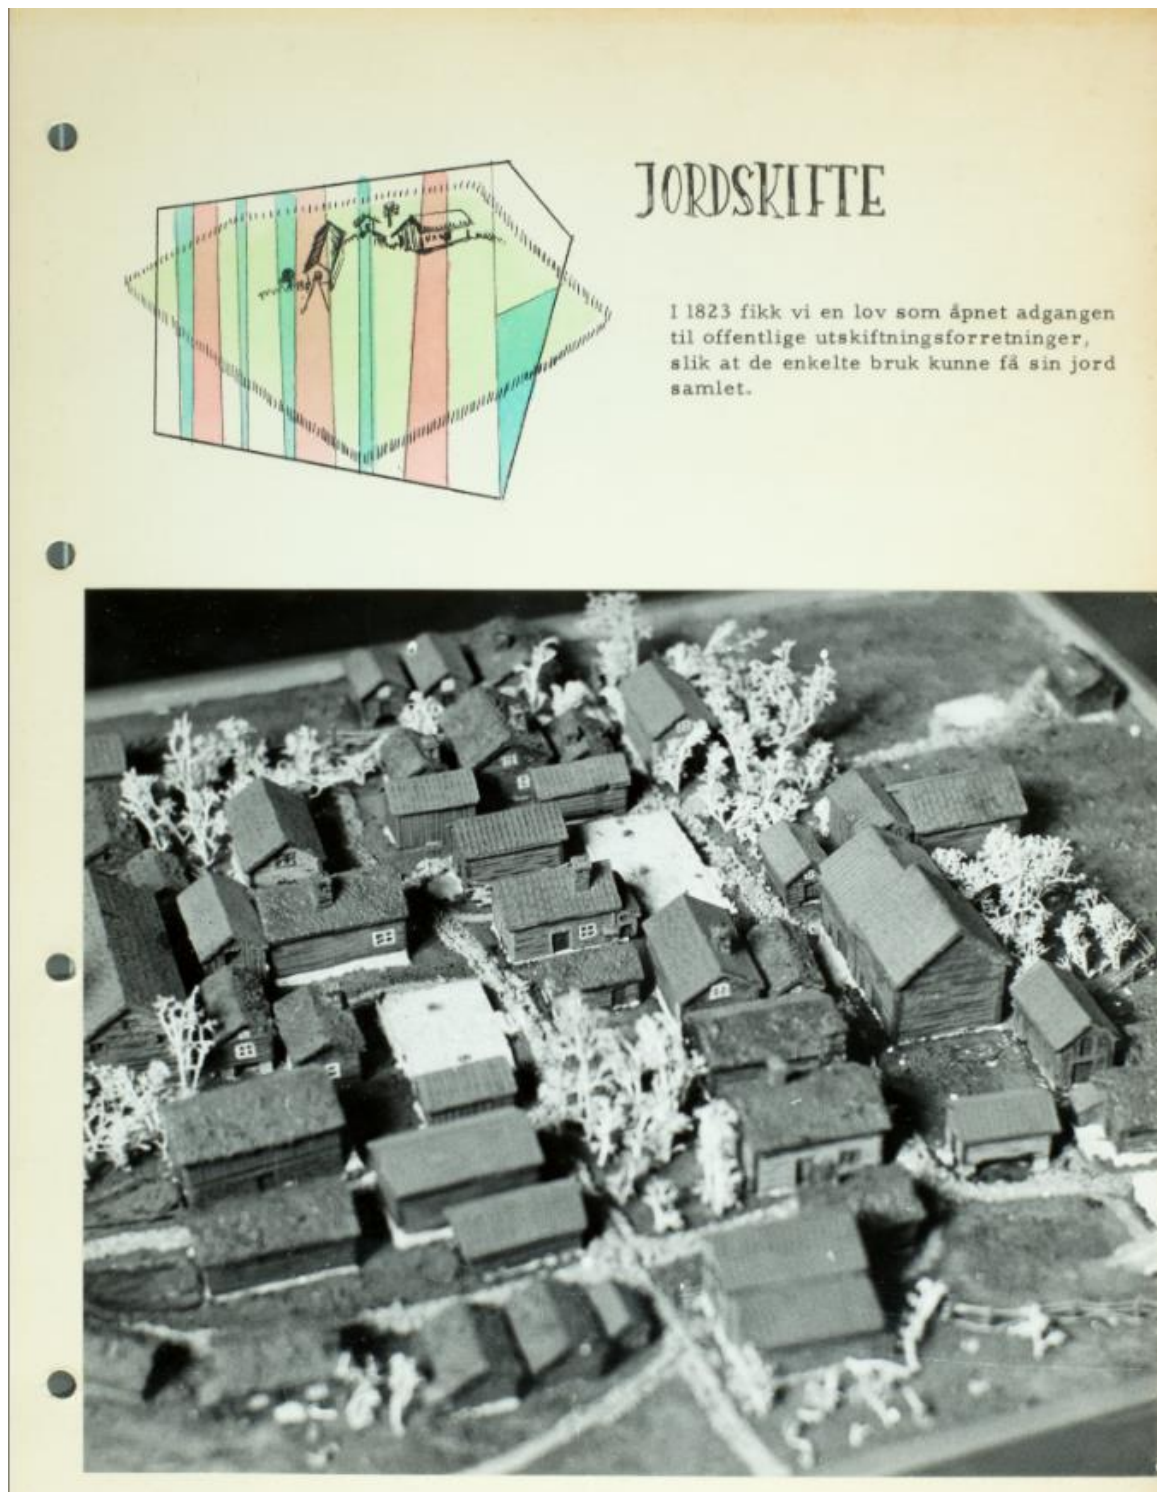 JORDSKIFTE
I 1823 fikk vi en lov som åpnet adgangen
til offentlige utskiftningsforretninger,
slik at de enkelte bruk kunne få sin jord
samlet.